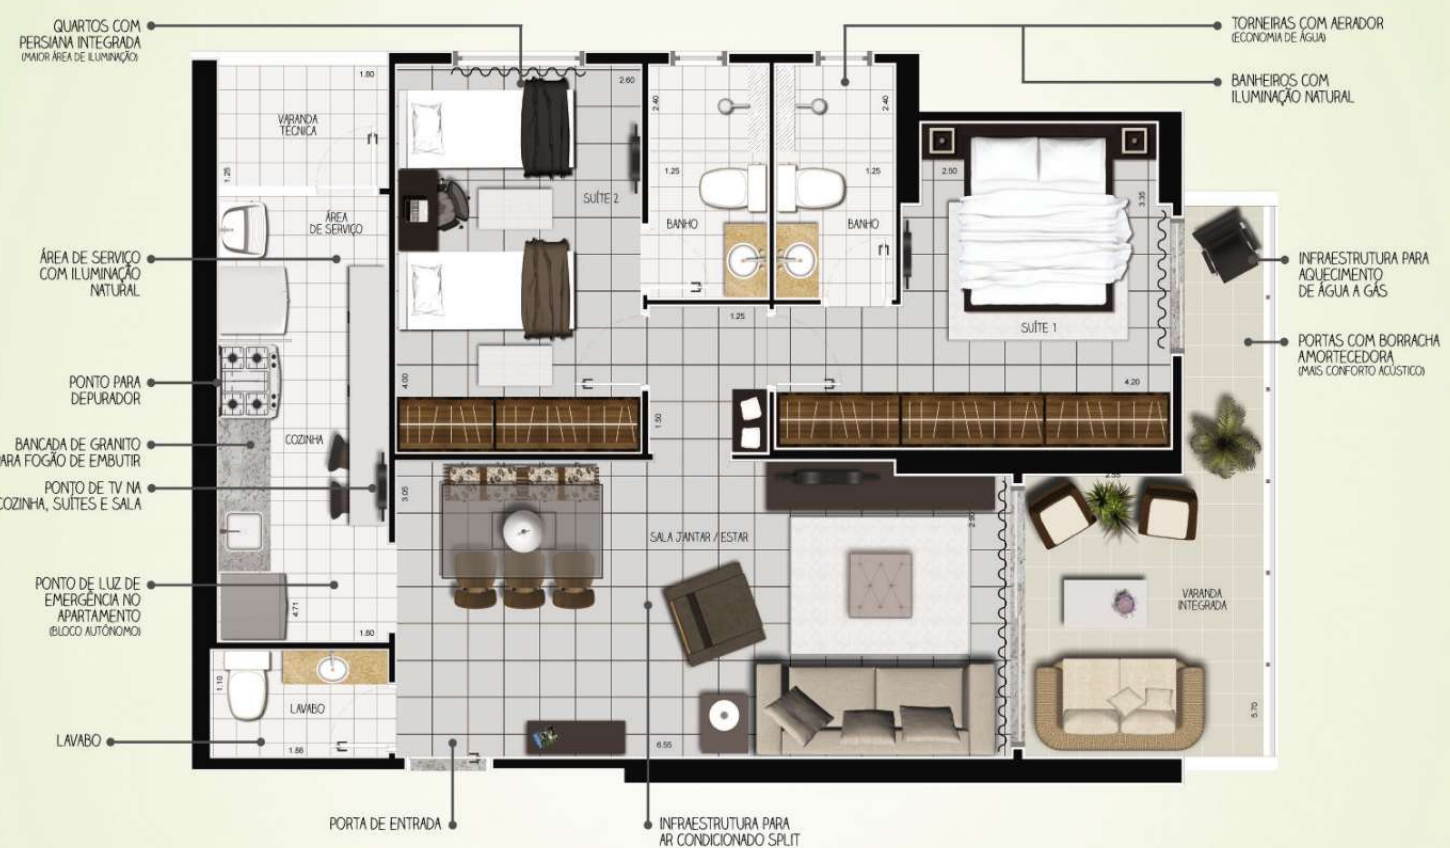 QUARTOS COM
PERSIANA INTEGRADA
(MAIOR ÁREA DE ILUMINAÇÃO)
TORNEIRAS COM AERADOR
(ECONOMIA DE ÁGUA)
BANHEIROS COM
ILUMINAÇÃO NATURAL
1.80
2.60
2.40
2.40
VARANDA
TÉCNICA
1.25
1.25
1.25
2.50
3.35
SUÍTE 2
ÁREA
DE SERVIÇO
BANHO
BANHO
ÁREA DE SERVIÇO
COM ILUMINAÇÃO
NATURAL
INFRAESTRUTURA PARA
AQUECIMENTO
DE ÁGUA A GÁS
1.25
SUÍTE 1
PORTAS COM BORRACHA
AMORTECEDORA
(MAIS CONFORTO ACÚSTICO)
PONTO PARA
DEPURADOR
4.00
4.20
1.50
COZINHA
BANCADA DE GRANITO
PARA FOGÃO DE EMBUTIR
PONTO DE TV NA
COZINHA, SUÍTES E SALA
3.05
2.55
2.90
SALA JANTAR / ESTAR
PONTO DE LUZ DE
EMERGÊNCIA NO
APARTAMENTO
(BLOCO AUTÔNOMO)
4.71
1.80
VARANDA
INTEGRADA
1.10
LAVABO
5.70
LAVABO
1.86
6.55
PORTA DE ENTRADA
INFRAESTRUTURA PARA
AR CONDICIONADO SPLIT